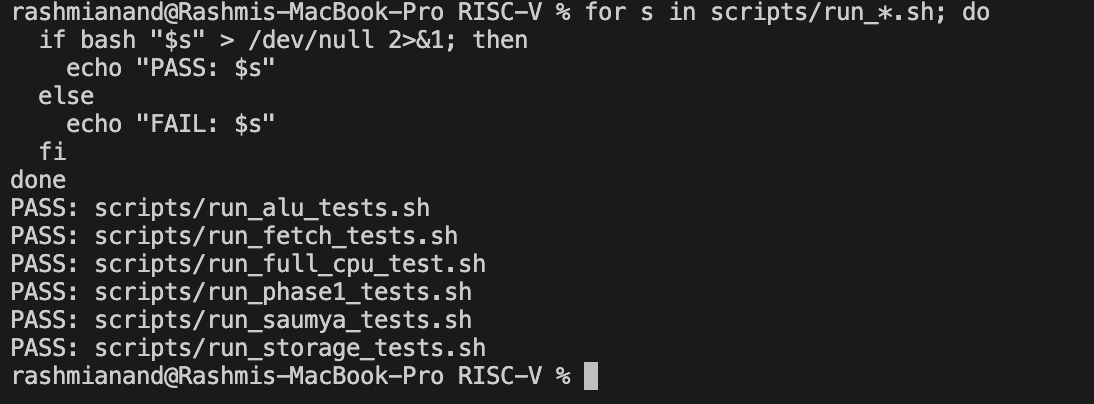 rashmianand@Rashmis-MacBook-Pro RISC-V % for s in scripts/run_*.sh; do
  if bash "$s" > /dev/null 2>&1; then
    echo "PASS: $s"
  else
    echo "FAIL: $s"
  fi
done
PASS: scripts/run_alu_tests.sh
PASS: scripts/run_fetch_tests.sh
PASS: scripts/run_full_cpu_test.sh
PASS: scripts/run_phase1_tests.sh
PASS: scripts/run_saumya_tests.sh
PASS: scripts/run_storage_tests.sh
rashmianand@Rashmis-MacBook-Pro RISC-V %